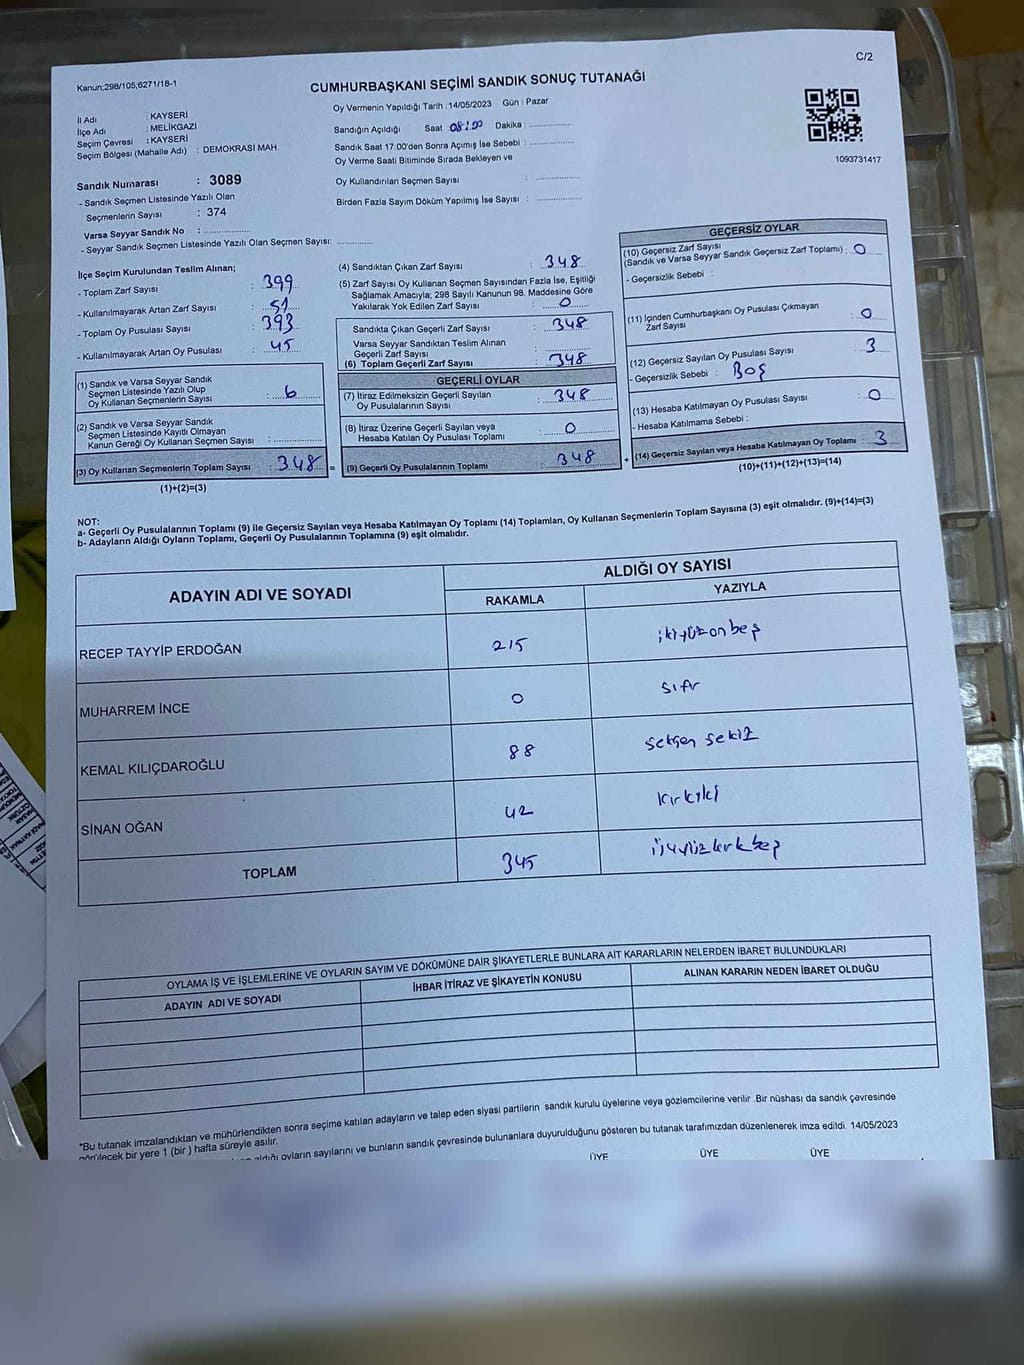 C/2
Kanun;298/105;6271/18-1
CUMHURBAŞKANI SEÇİMİ SANDIK SONUÇ TUTANAĞI
İl Adı : KAYSERİ
İlçe Adı : MELİKGAZİ
Seçim Çevresi : KAYSERİ
Seçim Bölgesi (Mahalle Adı) : DEMOKRASİ MAH.
Sandık Numarası : 3089
- Sandık Seçmen Listesinde Yazılı Olan
Seçmenlerin Sayısı : 374
Varsa Seyyar Sandık No :
- Seyyar Sandık Seçmen Listesinde Yazılı Olan Seçmen Sayısı:
Oy Vermenin Yapıldığı Tarih :14/05/2023 Gün : Pazar
Sandığın Açıldığı Saat :08:00 Dakika :
Sandık Saat 17:00'den Sonra Açımış İse Sebebi :
Oy Verme Saati Bitiminde Sırada Bekleyen ve
Oy Kullandırılan Seçmen Sayısı :
Birden Fazla Sayım Döküm Yapılmış İse Sayısı :
1093731417
İlçe Seçim Kurulundan Teslim Alınan;
- Toplam Zarf Sayısı : 399
- Kullanılmayarak Artan Zarf Sayısı : 51
- Toplam Oy Pusulası Sayısı : 393
- Kullanılmayarak Artan Oy Pusulası : 45
(1) Sandık ve Varsa Seyyar Sandık
Seçmen Listesinde Yazılı Olup
Oy Kullanan Seçmenlerin Sayısı : 6
(2) Sandık ve Varsa Seyyar Sandık
Seçmen Listesinde Kayıtlı Olmayan
Kanun Gereği Oy Kullanan Seçmen Sayısı :
(3) Oy Kullanan Seçmenlerin Toplam Sayısı : 348 =
(1)+(2)=(3)
(4) Sandıktan Çıkan Zarf Sayısı : 348
(5) Zarf Sayısı Oy Kullanan Seçmen Sayısından Fazla İse, Eşitliği
Sağlamak Amacıyla; 298 Sayılı Kanunun 98. Maddesine Göre
Yakılarak Yok Edilen Zarf Sayısı : 0
Sandıkta Çıkan Geçerli Zarf Sayısı : 348
Varsa Seyyar Sandıktan Teslim Alınan
Geçerli Zarf Sayısı :
(6) Toplam Geçerli Zarf Sayısı : 348
GEÇERLİ OYLAR
(7) İtiraz Edilmeksizin Geçerli Sayılan
Oy Pusulalarının Sayısı : 348
(8) İtiraz Üzerine Geçerli Sayılan veya
Hesaba Katılan Oy Pusulası Toplamı : 0
(9) Geçerli Oy Pusulalarının Toplamı : 348 +
GEÇERSİZ OYLAR
(10) Geçersiz Zarf Sayısı
(Sandık ve Varsa Seyyar Sandık Geçersiz Zarf Toplamı) : 0
- Geçersizlik Sebebi :
(11) İçinden Cumhurbaşkanı Oy Pusulası Çıkmayan
Zarf Sayısı : 0
(12) Geçersiz Sayılan Oy Pusulası Sayısı : 3
- Geçersizlik Sebebi : Boş
(13) Hesaba Katılmayan Oy Pusulası Sayısı : 0
- Hesaba Katılmama Sebebi :
(14) Geçersiz Sayılan veya Hesaba Katılmayan Oy Toplamı : 3
(10)+(11)+(12)+(13)=(14)
NOT:
a- Geçerli Oy Pusulalarının Toplamı (9) ile Geçersiz Sayılan veya Hesaba Katılmayan Oy Toplamı (14) Toplamları, Oy Kullanan Seçmenlerin Toplam Sayısına (3) eşit olmalıdır. (9)+(14)=(3)
b- Adayların Aldığı Oyların Toplamı, Geçerli Oy Pusulalarının Toplamına (9) eşit olmalıdır.
ADAYIN ADI VE SOYADI
ALDIĞI OY SAYISI
RAKAMLA YAZIYLA
RECEP TAYYİP ERDOĞAN 215 ikiyüzonbeş
MUHARREM İNCE 0 sıfır
KEMAL KILIÇDAROĞLU 88 seksen sekiz
SİNAN OĞAN 42 kırkiki
TOPLAM 345 üçyüzkırkbeş
OYLAMA İŞ VE İŞLEMLERİNE VE OYLARIN SAYIM VE DÖKÜMÜNE DAİR ŞİKAYETLERLE BUNLARA AİT KARARLARIN NELERDEN İBARET BULUNDUKLARI
ADAYIN ADI VE SOYADI İHBAR İTİRAZ VE ŞİKAYETİN KONUSU ALINAN KARARIN NEDEN İBARET OLDUĞU
*Bu tutanak imzalandıktan ve mühürlendikten sonra seçime katılan adayların ve talep eden siyasi partilerin sandık kurulu üyelerine veya gözlemcilerine verilir .Bir nüshası da sandık çevresinde
görülecek bir yere 1 (bir ) hafta süreyle asılır.
aldığı oyların sayılarını ve bunların sandık çevresinde bulunanlara duyurulduğunu gösteren bu tutanak tarafımızdan düzenlenerek imza edildi. 14/05/2023
ÜYE ÜYE ÜYE